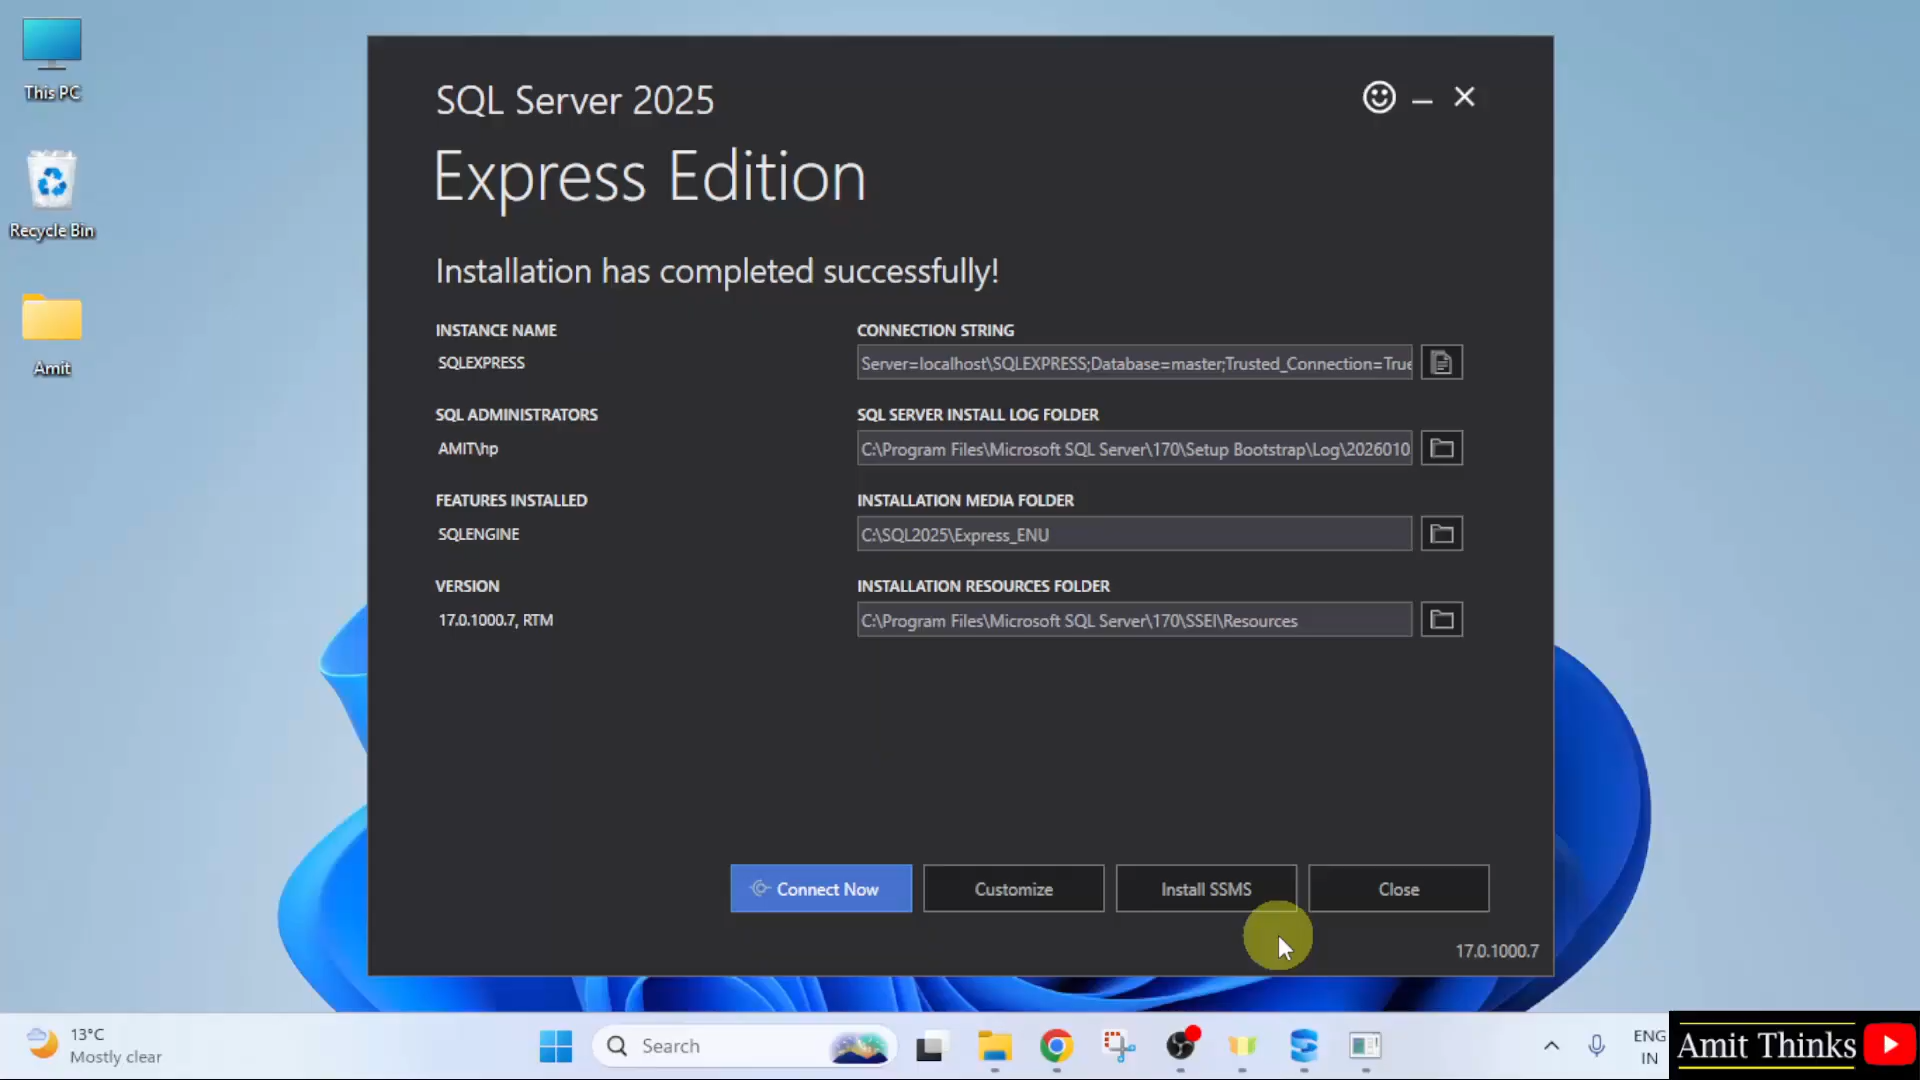 This PC
Recycle Bin
Amit
SQL Server 2025
Express Edition
Installation has completed successfully!
INSTANCE NAME
SQLEXPRESS
CONNECTION STRING
Server=localhost\SQLEXPRESS;Database=master;Trusted_Connection=True
SQL ADMINISTRATORS
AMIT\hp
SQL SERVER INSTALL LOG FOLDER
C:\Program Files\Microsoft SQL Server\170\Setup Bootstrap\Log\2026010
FEATURES INSTALLED
SQLENGINE
INSTALLATION MEDIA FOLDER
C:\SQL2025\Express_ENU
VERSION
17.0.1000.7, RTM
INSTALLATION RESOURCES FOLDER
C:\Program Files\Microsoft SQL Server\170\SSEI\Resources
Connect Now
Customize
Install SSMS
Close
17.0.1000.7
13°C
Mostly clear
Search
ENG
IN
Amit Thinks